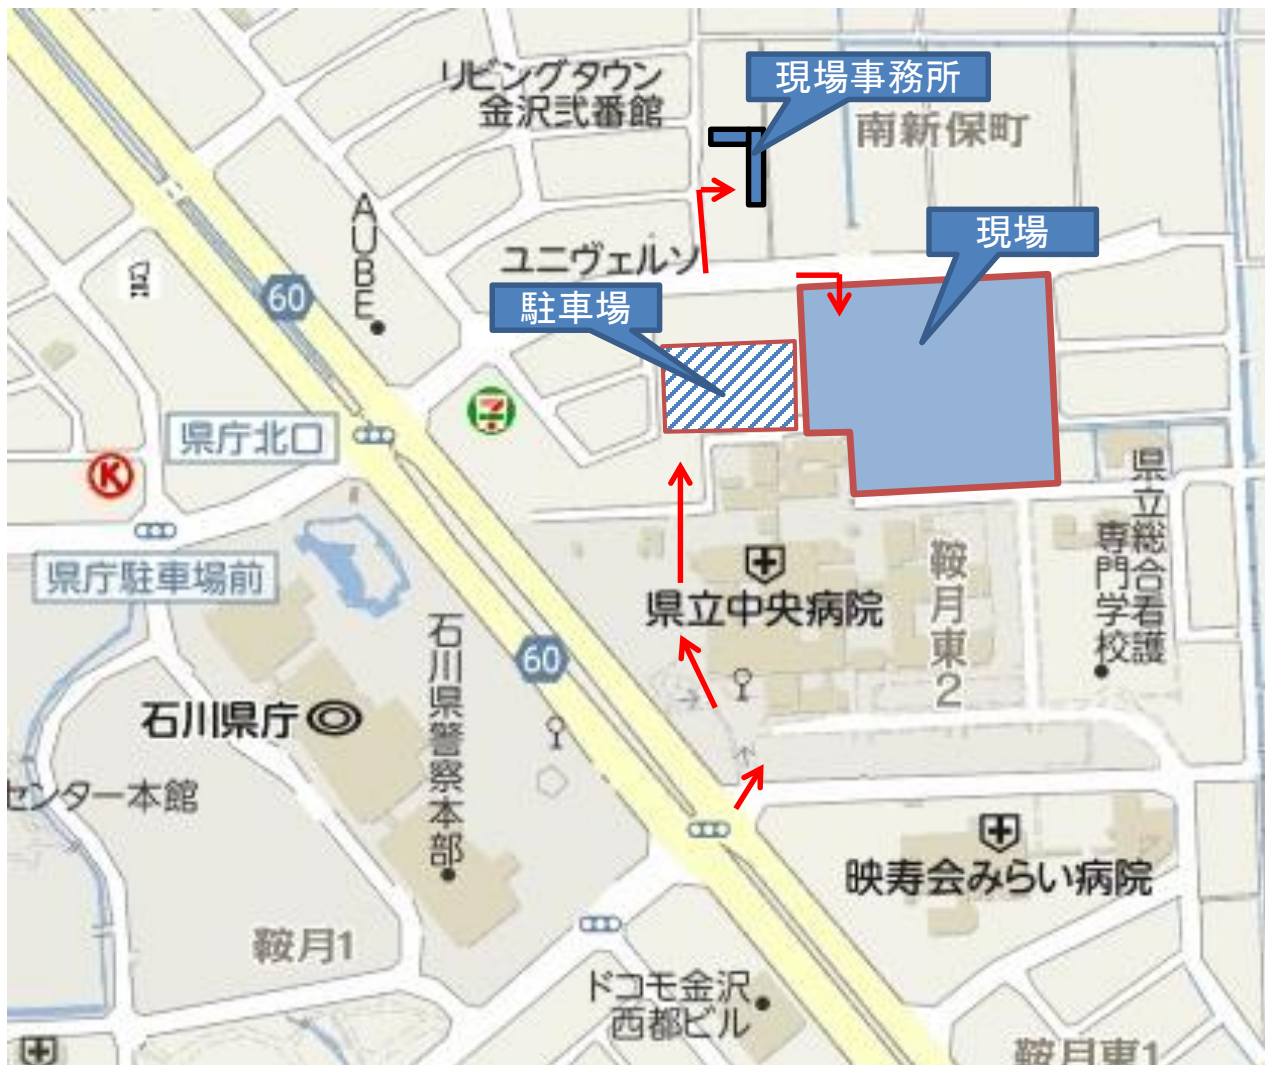 現場事務所
リビングタウン
金沢弐番館
南新保町
AUBE
現場
ユニヴェルソ
60
駐車場
県庁北口
K
県庁駐車場前
県立中央病院
鞍月東2
県立総合看護
専門学校
石川県警察本部
60
石川県庁
センター本館
映寿会みらい病院
鞍月1
ドコモ金沢
西都ビル
鞍月東1